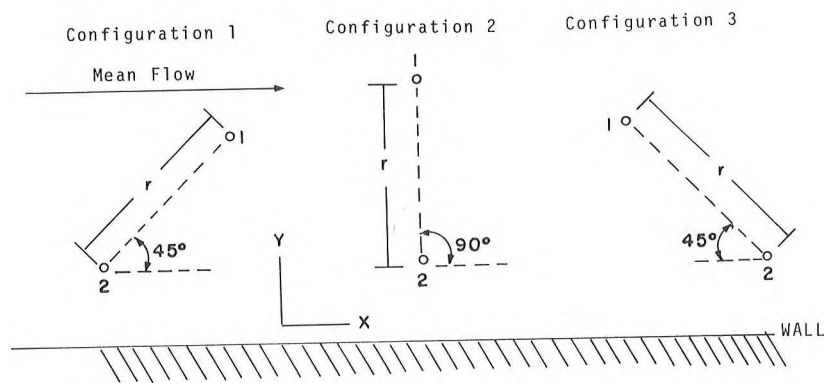 Configuration 1
Configuration 2
Configuration 3
Mean Flow
1
r
45°
2
1
r
90°
2
1
r
45°
2
Y
X
WALL